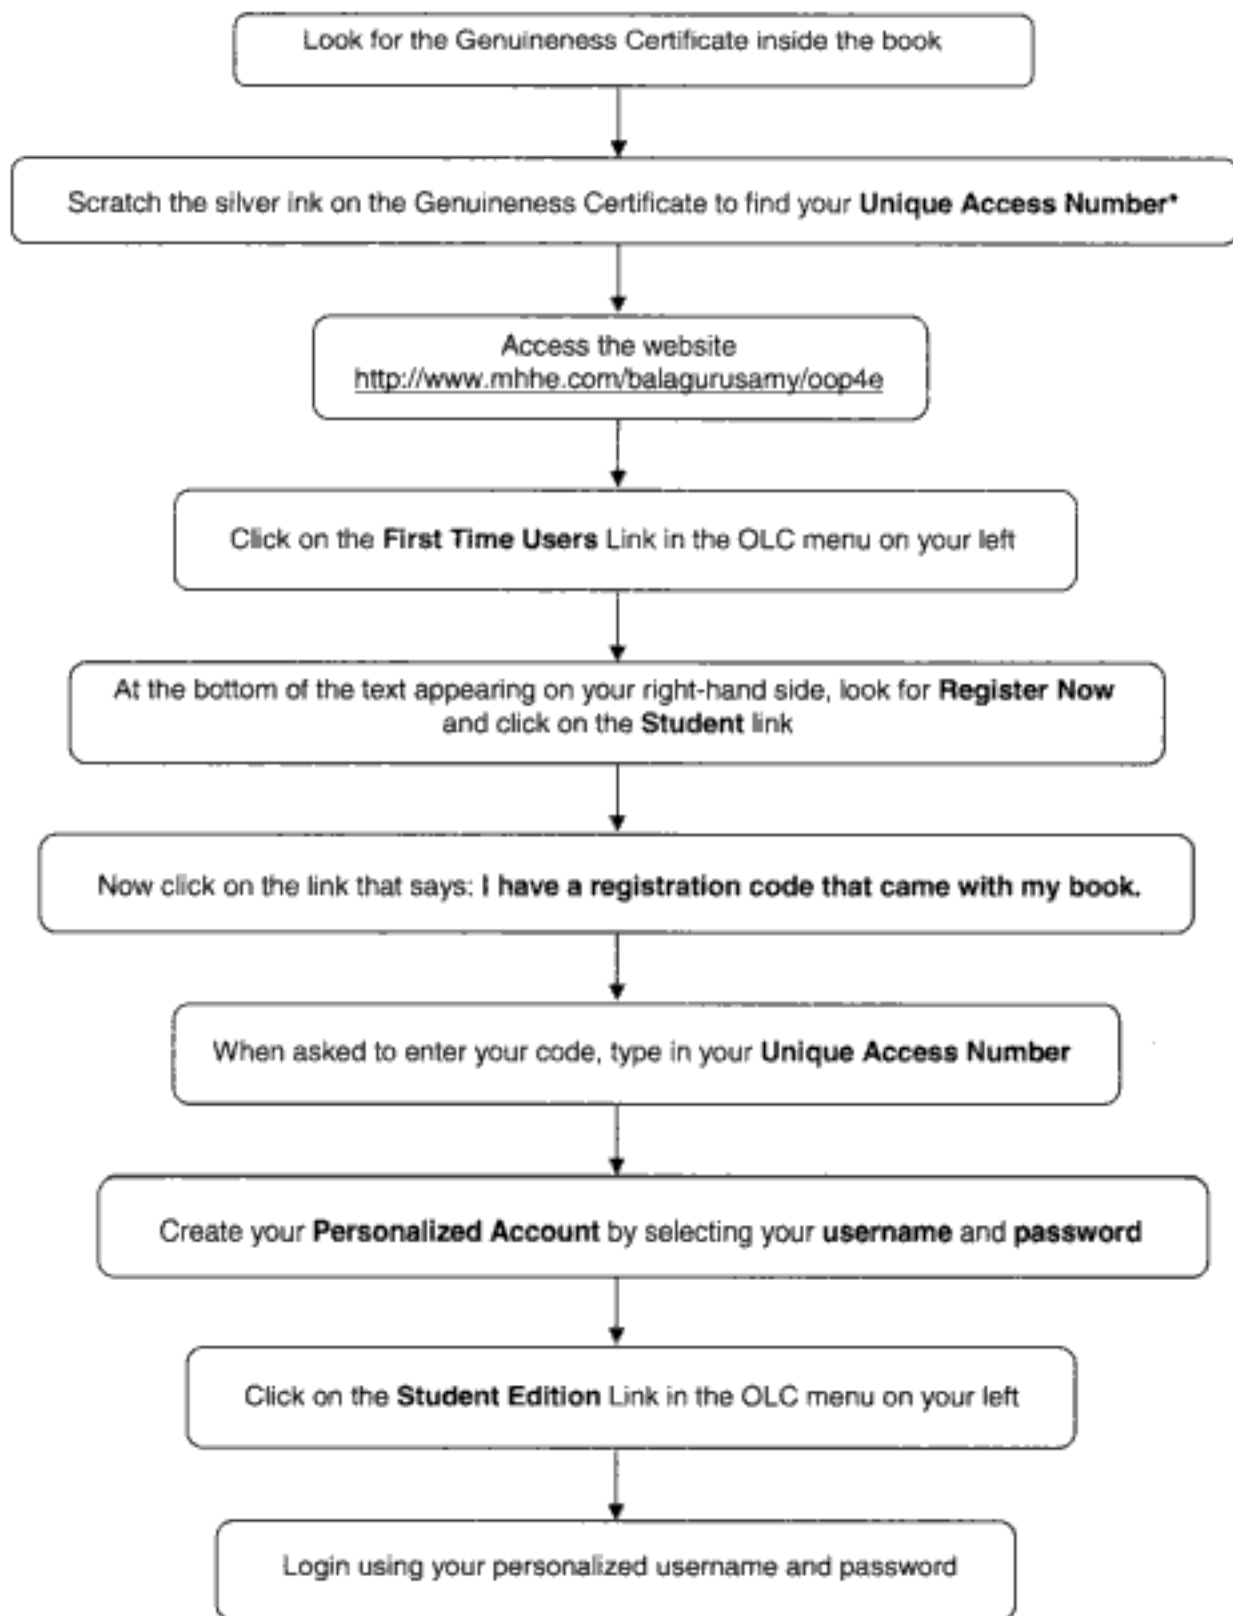 Look for the Genuineness Certificate inside the book
Scratch the silver ink on the Genuineness Certificate to find your Unique Access Number*
Access the website
http://www.mhhe.com/balagurusamy/oop4e
Click on the First Time Users Link in the OLC menu on your left
At the bottom of the text appearing on your right-hand side, look for Register Now
and click on the Student link
Now click on the link that says: I have a registration code that came with my book.
When asked to enter your code, type in your Unique Access Number
Create your Personalized Account by selecting your username and password
Click on the Student Edition Link in the OLC menu on your left
Login using your personalized username and password